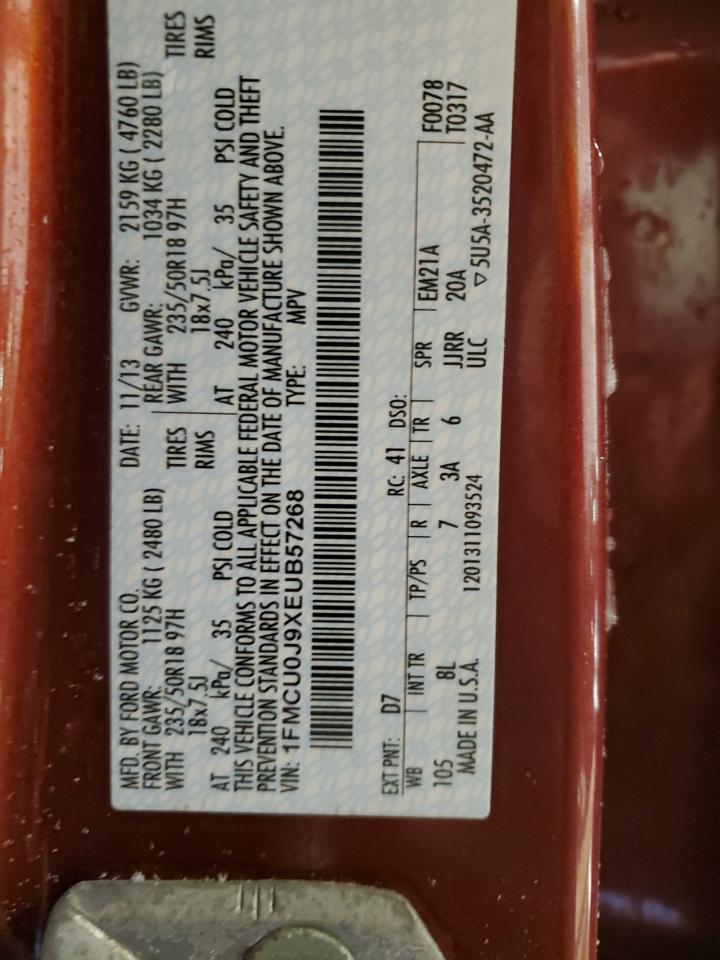 MFD. BY FORD MOTOR CO. DATE: 11/13 GVWR: 2159 KG ( 4760 LB)
FRONT GAWR: 1125 KG ( 2480 LB) REAR GAWR: 1034 KG ( 2280 LB)
WITH 235/50R18 97H TIRES WITH 235/50R18 97H TIRES
18x7.5J RIMS 18x7.5J RIMS
AT 240 kPa/ 35 PSI COLD AT 240 kPa/ 35 PSI COLD
THIS VEHICLE CONFORMS TO ALL APPLICABLE FEDERAL MOTOR VEHICLE SAFETY AND THEFT
PREVENTION STANDARDS IN EFFECT ON THE DATE OF MANUFACTURE SHOWN ABOVE.
VIN: 1FMCU0J9XEUB57268 TYPE: MPV
EXT PNT: D7 RC: 41 DSO:
WB INT TR TP/PS R AXLE TR SPR EM21A F0078
105 8L 7 3A 6 JJRR 20A T0317
MADE IN U.S.A. 1201311093524 ULC ▽ 5U5A-3520472-AA